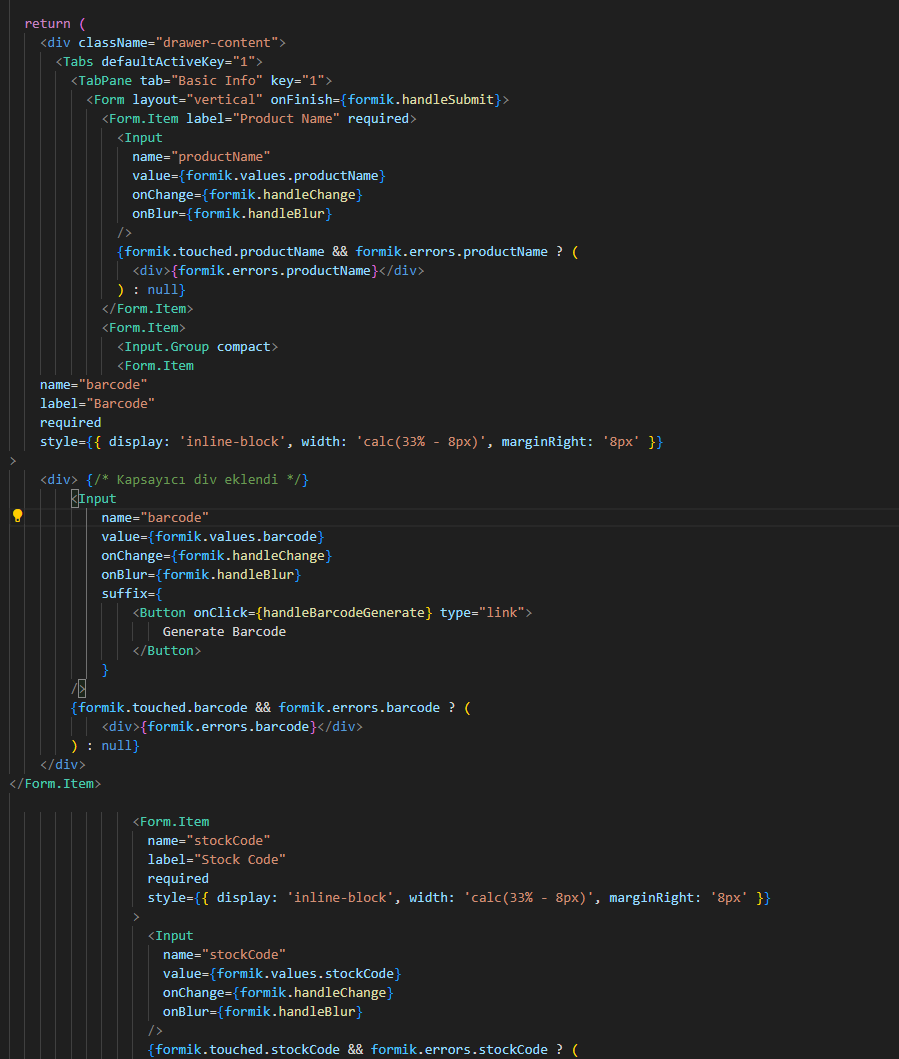 return (
<div className="drawer-content">
<Tabs defaultActiveKey="1">
<TabPane tab="Basic Info" key="1">
<Form layout="vertical" onFinish={formik.handleSubmit}>
<Form.Item label="Product Name" required>
<Input
name="productName"
value={formik.values.productName}
onChange={formik.handleChange}
onBlur={formik.handleBlur}
/>
{formik.touched.productName && formik.errors.productName ? (
<div>{formik.errors.productName}</div>
) : null}
</Form.Item>
<Form.Item>
<Input.Group compact>
<Form.Item
name="barcode"
label="Barcode"
required
style={{ display: 'inline-block', width: 'calc(33% - 8px)', marginRight: '8px' }}
>
<div> {/* Kapsayıcı div eklendi */}
<Input
name="barcode"
value={formik.values.barcode}
onChange={formik.handleChange}
onBlur={formik.handleBlur}
suffix={
<Button onClick={handleBarcodeGenerate} type="link">
Generate Barcode
</Button>
}
/>
{formik.touched.barcode && formik.errors.barcode ? (
<div>{formik.errors.barcode}</div>
) : null}
</div>
</Form.Item>
<Form.Item
name="stockCode"
label="Stock Code"
required
style={{ display: 'inline-block', width: 'calc(33% - 8px)', marginRight: '8px' }}
>
<Input
name="stockCode"
value={formik.values.stockCode}
onChange={formik.handleChange}
onBlur={formik.handleBlur}
/>
{formik.touched.stockCode && formik.errors.stockCode ? (